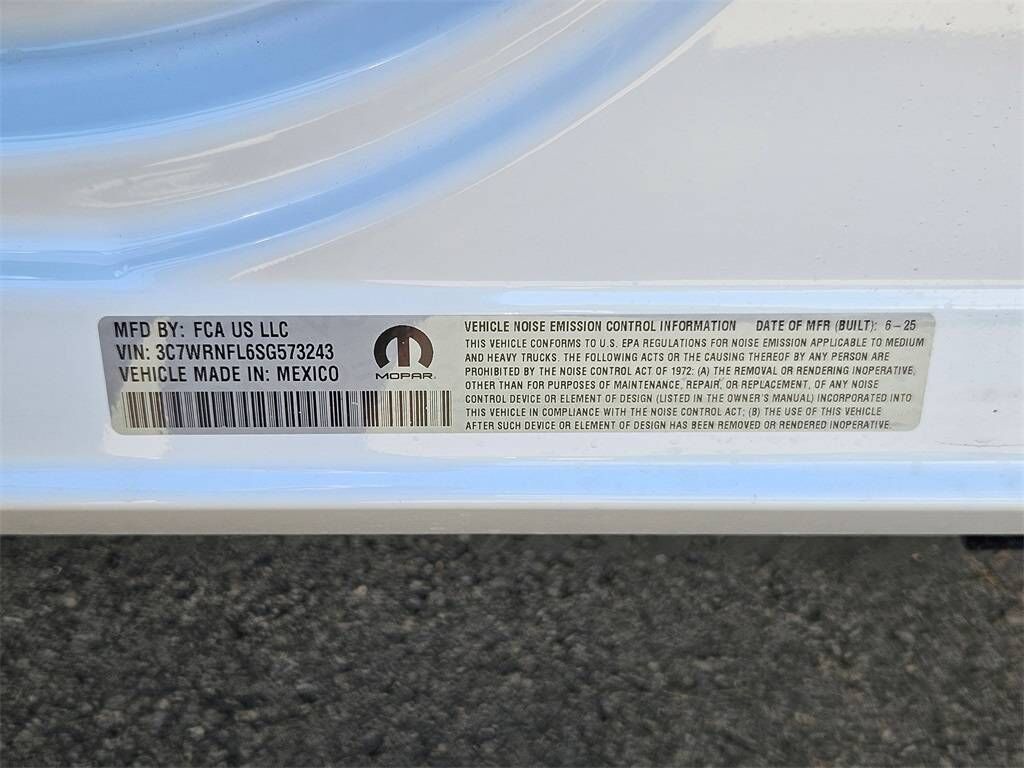 MFD BY: FCA US LLC
VIN: 3C7WRNFL6SG573243
VEHICLE MADE IN: MEXICO
MOPAR
VEHICLE NOISE EMISSION CONTROL INFORMATION DATE OF MFR (BUILT): 6-25
THIS VEHICLE CONFORMS TO U.S. EPA REGULATIONS FOR NOISE EMISSION APPLICABLE TO MEDIUM
AND HEAVY TRUCKS. THE FOLLOWING ACTS OR THE CAUSING THEREOF BY ANY PERSON ARE
PROHIBITED BY THE NOISE CONTROL ACT OF 1972: (A) THE REMOVAL OR RENDERING INOPERATIVE,
OTHER THAN FOR PURPOSES OF MAINTENANCE, REPAIR, OR REPLACEMENT, OF ANY NOISE
CONTROL DEVICE OR ELEMENT OF DESIGN (LISTED IN THE OWNER'S MANUAL) INCORPORATED INTO
THIS VEHICLE IN COMPLIANCE WITH THE NOISE CONTROL ACT; (B) THE USE OF THIS VEHICLE
AFTER SUCH DEVICE OR ELEMENT OF DESIGN HAS BEEN REMOVED OR RENDERED INOPERATIVE.